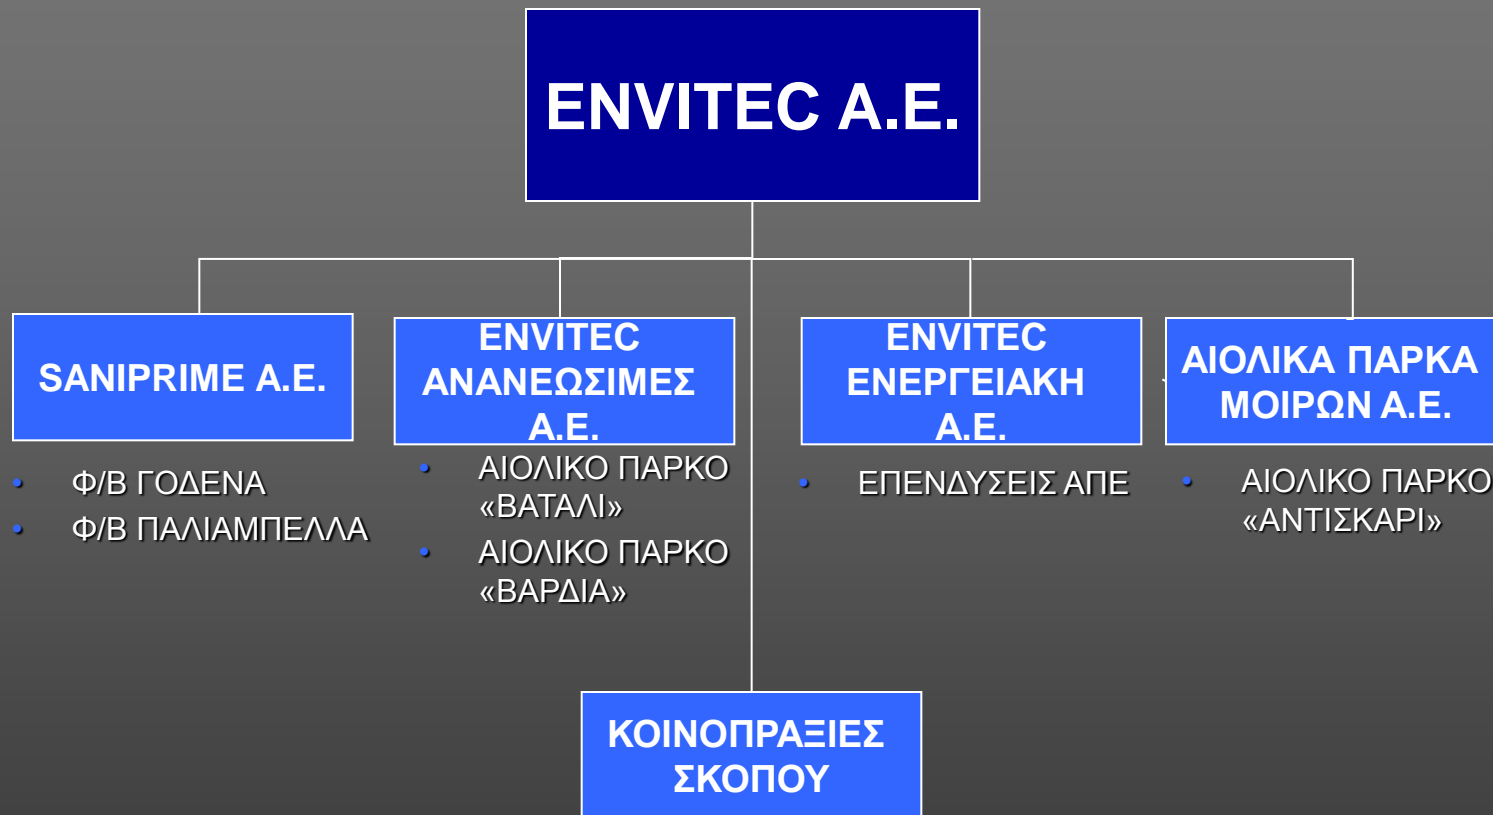 ENVITEC Α.Ε.
SANIPRIME Α.Ε.
• Φ/Β ΓΟΔΕΝΑ
• Φ/Β ΠΑΛΙΑΜΠΕΛΛΑ
ENVITEC
ΑΝΑΝΕΩΣΙΜΕΣ
Α.Ε.
• ΑΙΟΛΙΚΟ ΠΑΡΚΟ
«ΒΑΤΑΛΙ»
• ΑΙΟΛΙΚΟ ΠΑΡΚΟ
«ΒΑΡΔΙΑ»
ENVITEC
ΕΝΕΡΓΕΙΑΚΗ
Α.Ε.
• ΕΠΕΝΔΥΣΕΙΣ ΑΠΕ
ΑΙΟΛΙΚΑ ΠΑΡΚΑ
ΜΟΙΡΩΝ Α.Ε.
• ΑΙΟΛΙΚΟ ΠΑΡΚΟ
«ΑΝΤΙΣΚΑΡΙ»
ΚΟΙΝΟΠΡΑΞΙΕΣ
ΣΚΟΠΟΥ